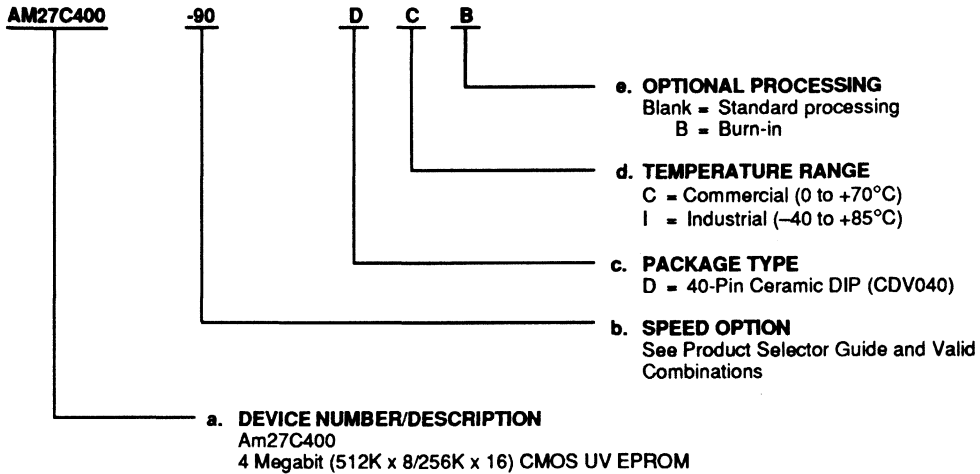 AM27C400 -90 D C B
e. OPTIONAL PROCESSING
Blank = Standard processing
B = Burn-in
d. TEMPERATURE RANGE
C = Commercial (0 to +70°C)
I = Industrial (–40 to +85°C)
c. PACKAGE TYPE
D = 40-Pin Ceramic DIP (CDV040)
b. SPEED OPTION
See Product Selector Guide and Valid
Combinations
a. DEVICE NUMBER/DESCRIPTION
Am27C400
4 Megabit (512K x 8/256K x 16) CMOS UV EPROM